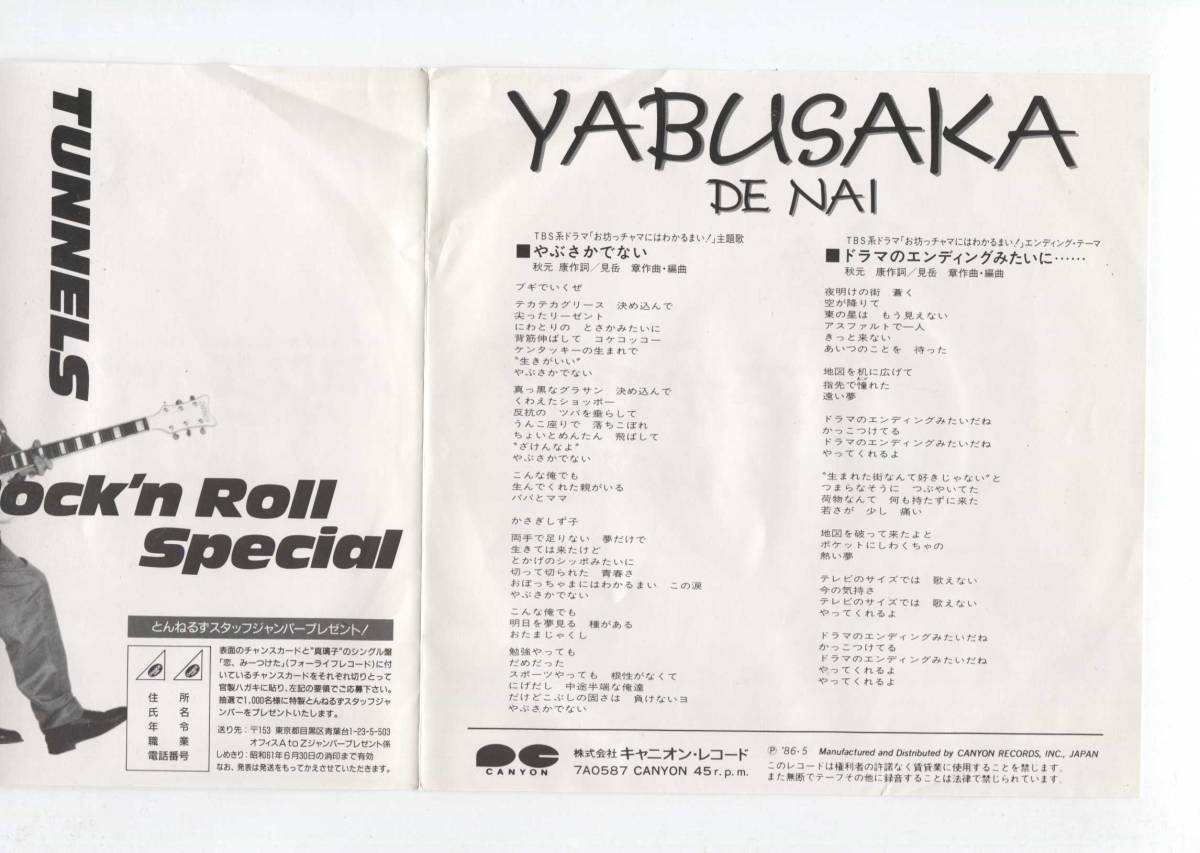 TUNNELS
ock'n Roll
Special
とんねるずスタッフジャンパープレゼント!
表面のチャンスカードと"真璃子"のシングル盤
「恋、みーつけた」(フォーライフレコード)に付
いているチャンスカードをそれぞれ切りとって
官製ハガキに貼り、左記の要領でご応募下さい。
抽選で1,000名様に特製とんねるずスタッフジャ
ンパーをプレゼントいたします。
住所
氏名
年令
職業
電話番号
送り先:〒153 東京都目黒区青葉台1-23-5-503
オフィスAtoZジャンパープレゼント係
しめきり:昭和61年6月30日の消印まで有効
なお、発表は発送をもってかえさせていただきます。
YABUSAKA
DE NAI
TBS系ドラマ「お坊っチャマにはわかるまい!」主題歌
■やぶさかでない
秋元 康作詞/見岳 章作曲・編曲
ブギでいくぜ
テカテカグリース 決め込んで
尖ったリーゼント
にわとりの とさかみたいに
背筋伸ばして コケコッコー
ケンタッキーの生まれで
"生きがいい"
やぶさかでない
真っ黒なグラサン 決め込んで
くわえたショッポー
反抗の ツバを垂らして
うんこ座りで 落ちこぼれ
ちょいとめんたん 飛ばして
"ざけんなよ"
やぶさかでない
こんな俺でも
生んでくれた親がいる
パパとママ
かさぎしず子
両手で足りない 夢だけで
生きては来たけど
とかげのシッポみたいに
切って切られた 青春さ
おぼっちゃまにはわかるまい この涙
やぶさかでない
こんな俺でも
明日を夢見る 種がある
おたまじゃくし
勉強やっても
だめだった
スポーツやっても 根性がなくて
にげだし 中途半端な俺達
だけどこぶしの固さは 負けないヨ
やぶさかでない
TBS系ドラマ「お坊っチャマにはわかるまい!」エンディング・テーマ
■ドラマのエンディングみたいに……
秋元 康作詞/見岳 章作曲・編曲
夜明けの街 蒼く
空が降りて
東の星は もう見えない
アスファルトで一人
きっと来ない
あいつのことを 待った
地図を机に広げて
指先で憧れた
遠い夢
ドラマのエンディングみたいだね
かっこつけてる
ドラマのエンディングみたいだね
やってくれるよ
"生まれた街なんて好きじゃない"と
つまらなそうに つぶやいてた
荷物なんて 何も持たずに来た
若さが 少し 痛い
地図を破って来たよと
ポケットにしわくちゃの
熱い夢
テレビのサイズでは 歌えない
今の気持さ
テレビのサイズでは 歌えない
やってくれるよ
ドラマのエンディングみたいだね
かっこつけてる
ドラマのエンディングみたいだね
やってくれるよ
やってくれるよ
CANYON
株式会社 キャニオン・レコード
7A0587 CANYON 45r.p.m.
Ⓟ '86・5 Manufactured and Distributed by CANYON RECORDS, INC., JAPAN
このレコードは権利者の許諾なく賃貸業に使用することを禁じます。
また無断でテープその他に録音することは法律で禁じられています。